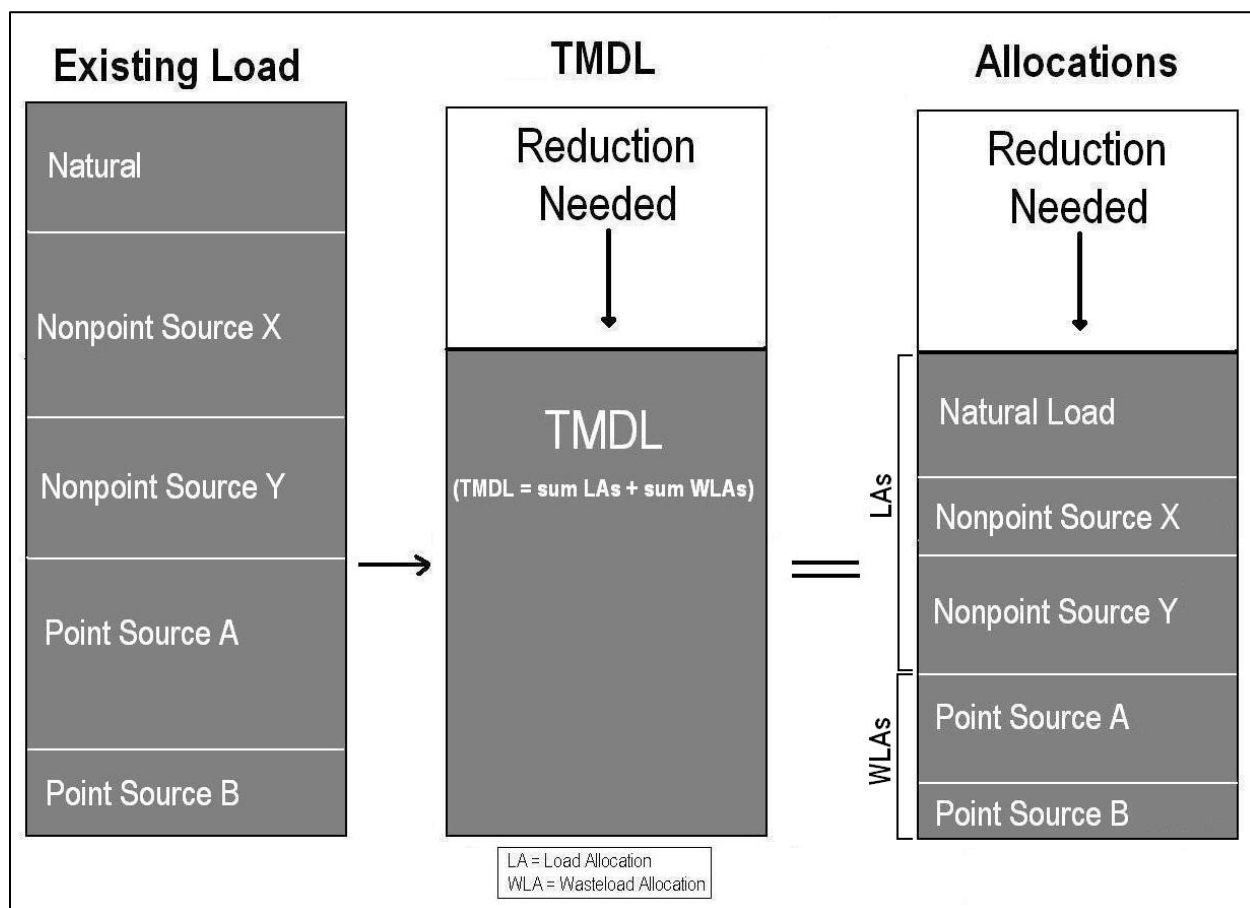 Existing Load
Natural
Nonpoint Source X
Nonpoint Source Y
Point Source A
Point Source B
TMDL
Reduction
Needed
TMDL
(TMDL = sum LAs + sum WLAs)
Allocations
Reduction
Needed
LAs
Natural Load
Nonpoint Source X
Nonpoint Source Y
WLAs
Point Source A
Point Source B
LA = Load Allocation
WLA = Wasteload Allocation